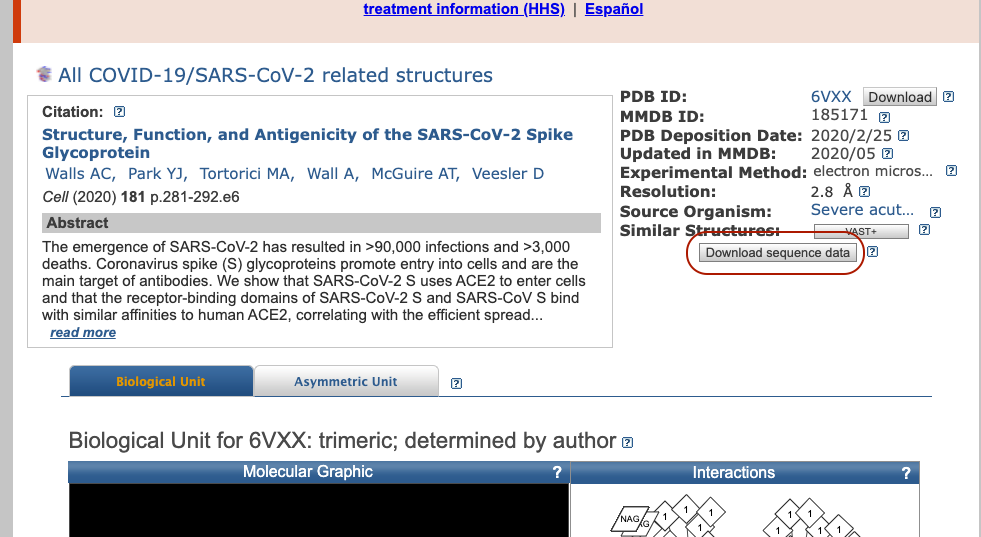 treatment information (HHS) | Español
All COVID-19/SARS-CoV-2 related structures
Citation: ?
Structure, Function, and Antigenicity of the SARS-CoV-2 Spike
Glycoprotein
Walls AC, Park YJ, Tortorici MA, Wall A, McGuire AT, Veesler D
Cell (2020) 181 p.281-292.e6
Abstract
The emergence of SARS-CoV-2 has resulted in >90,000 infections and >3,000
deaths. Coronavirus spike (S) glycoproteins promote entry into cells and are the
main target of antibodies. We show that SARS-CoV-2 S uses ACE2 to enter cells
and that the receptor-binding domains of SARS-CoV-2 S and SARS-CoV S bind
with similar affinities to human ACE2, correlating with the efficient spread...
read more
PDB ID: 6VXX Download ?
MMDB ID: 185171 ?
PDB Deposition Date: 2020/2/25 ?
Updated in MMDB: 2020/05 ?
Experimental Method: electron micros... ?
Resolution: 2.8 Å ?
Source Organism: Severe acut... ?
Similar Structures: VAST+ ?
Download sequence data ?
Biological Unit Asymmetric Unit ?
Biological Unit for 6VXX: trimeric; determined by author ?
Molecular Graphic ? Interactions ?
NAG 1 1 1 1 1 1
1 1 1